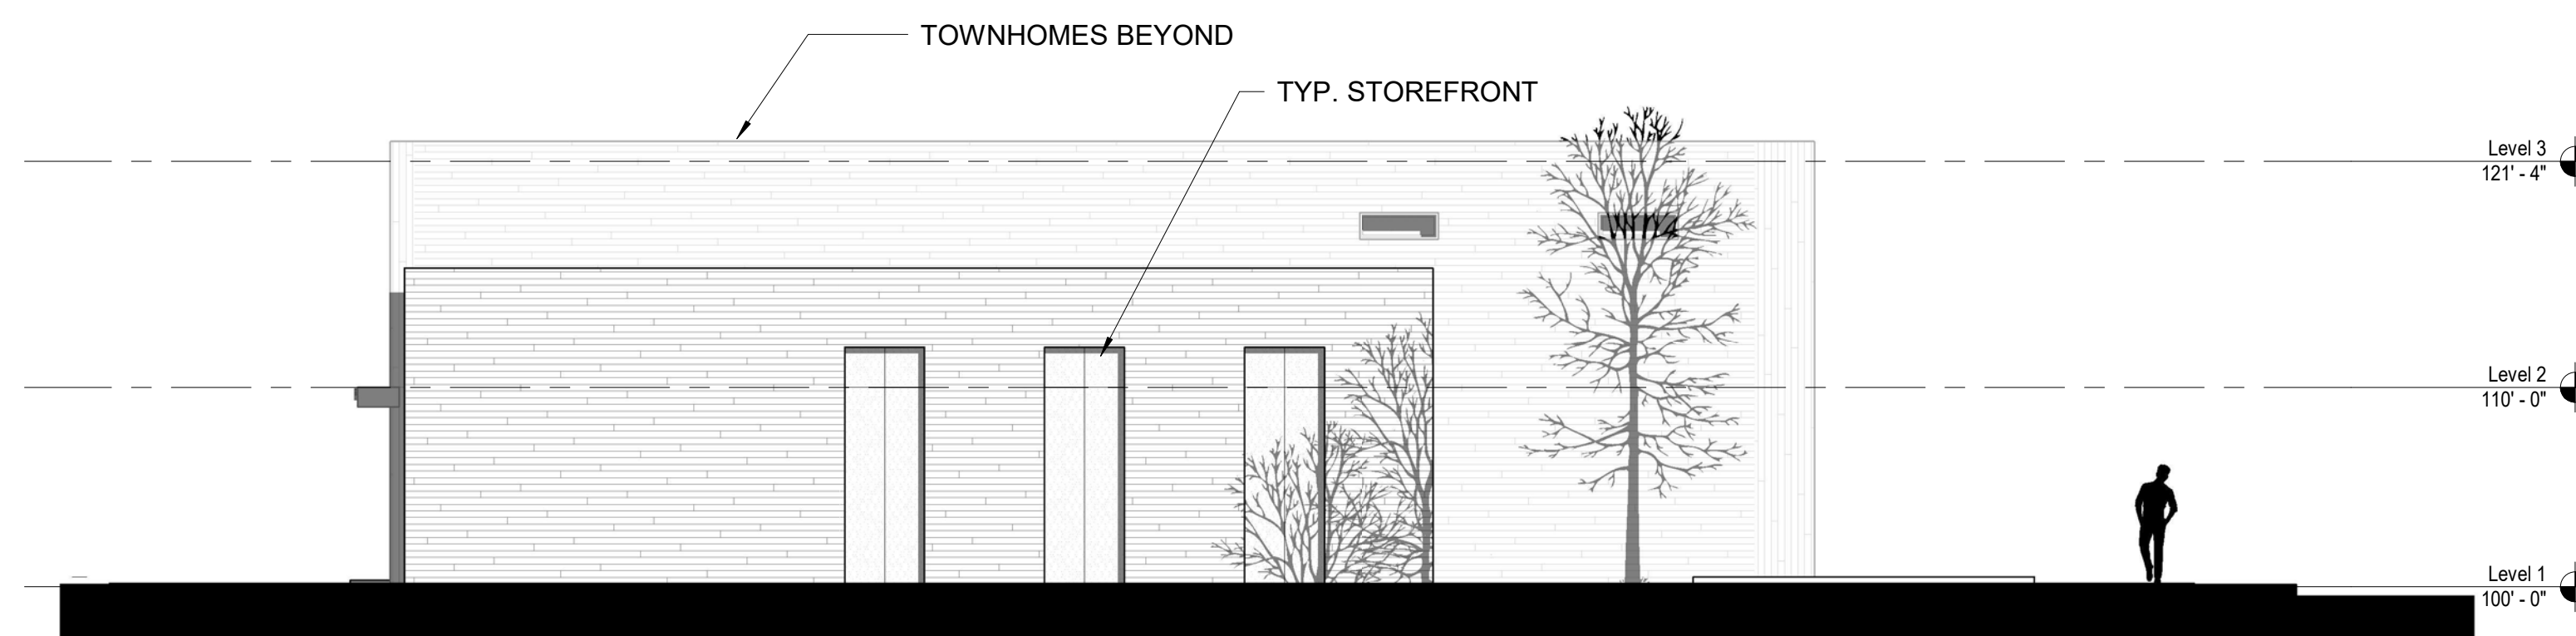 TOWNHOMES BEYOND
TYP. STOREFRONT
Level 3
121' - 4"
Level 2
110' - 0"
Level 1
100' - 0"